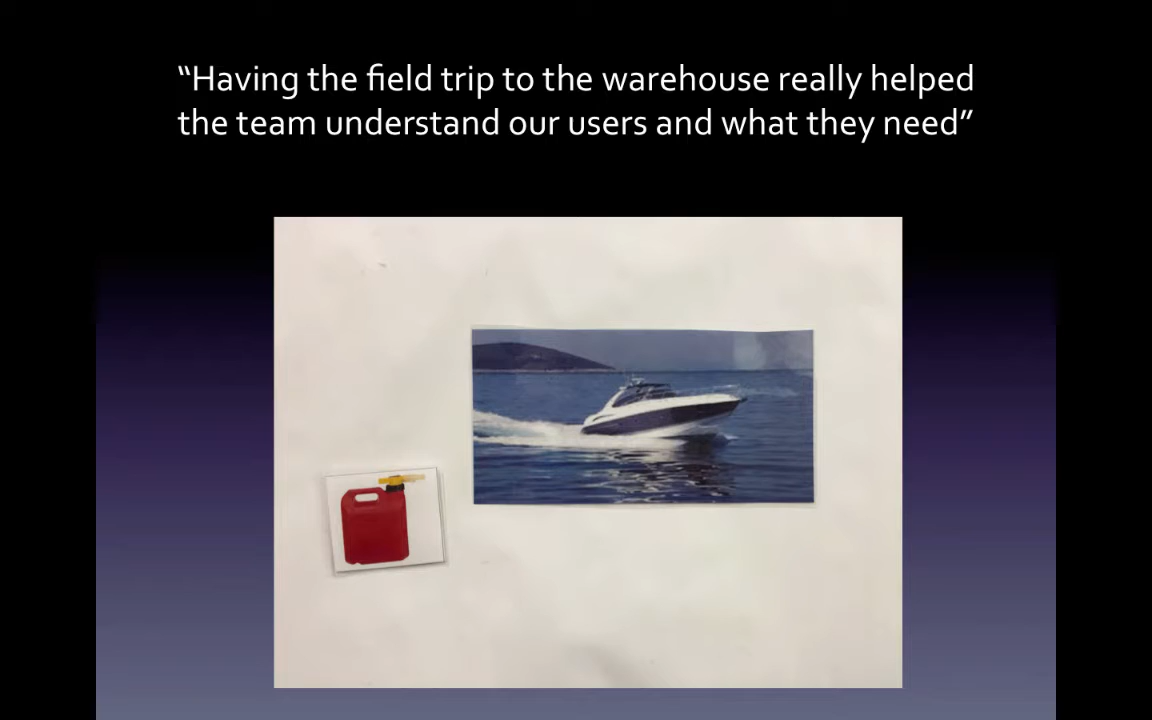 “Having the field trip to the warehouse really helped
the team understand our users and what they need”